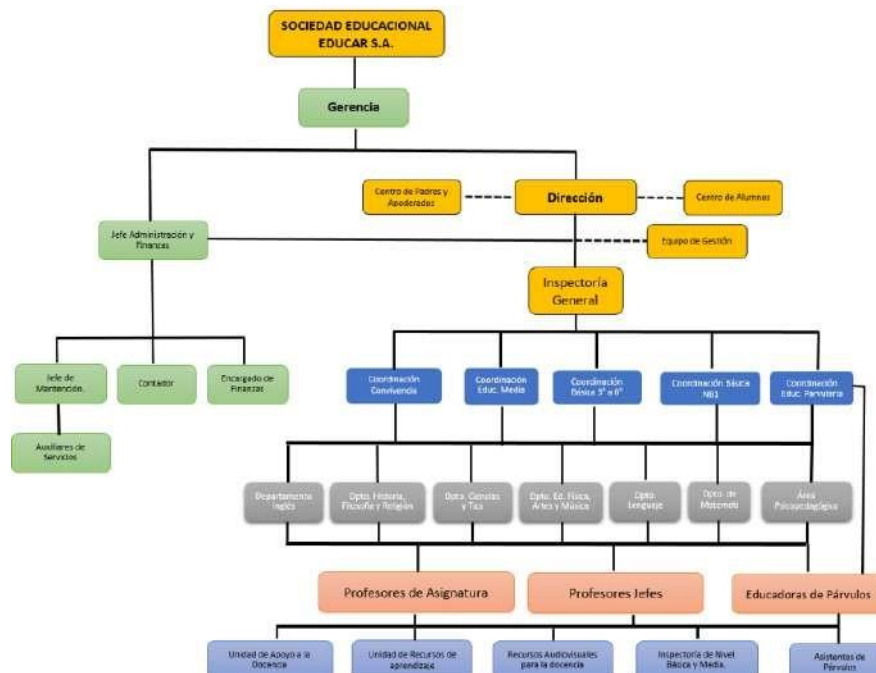 SOCIEDAD EDUCACIONAL
EDUCAR S.A.
Gerencia
Centro de Padres y
Apoderados
Dirección
Centro de Alumnos
Jefe Administración y
Finanzas
Equipo de Gestión
Inspectoría
General
Jefe de
Mantención.
Contador
Encargado de
Finanzas
Coordinación
Convivencia
Coordinación
Educ. Media
Coordinación
Básica 3° a 6°
Coordinación Básica
NB1
Coordinación
Educ. Parvularia
Auxiliares de
Servicios
Departamento
Inglés
Dpto. Historia,
Filosofía y Religión
Dpto. Ciencias
y Tics
Dpto. Ed. Física,
Artes y Música
Dpto.
Lenguaje
Dpto. de
Matemati
Área
Psicopedagógica
Profesores de Asignatura
Profesores Jefes
Educadoras de Párvulos
Unidad de Apoyo a la
Docencia
Unidad de Recursos de
aprendizaje
Recursos Audiovisuales
para la docencia
Inspectoría de Nivel
Básica y Media.
Asistentes de
Párvulos